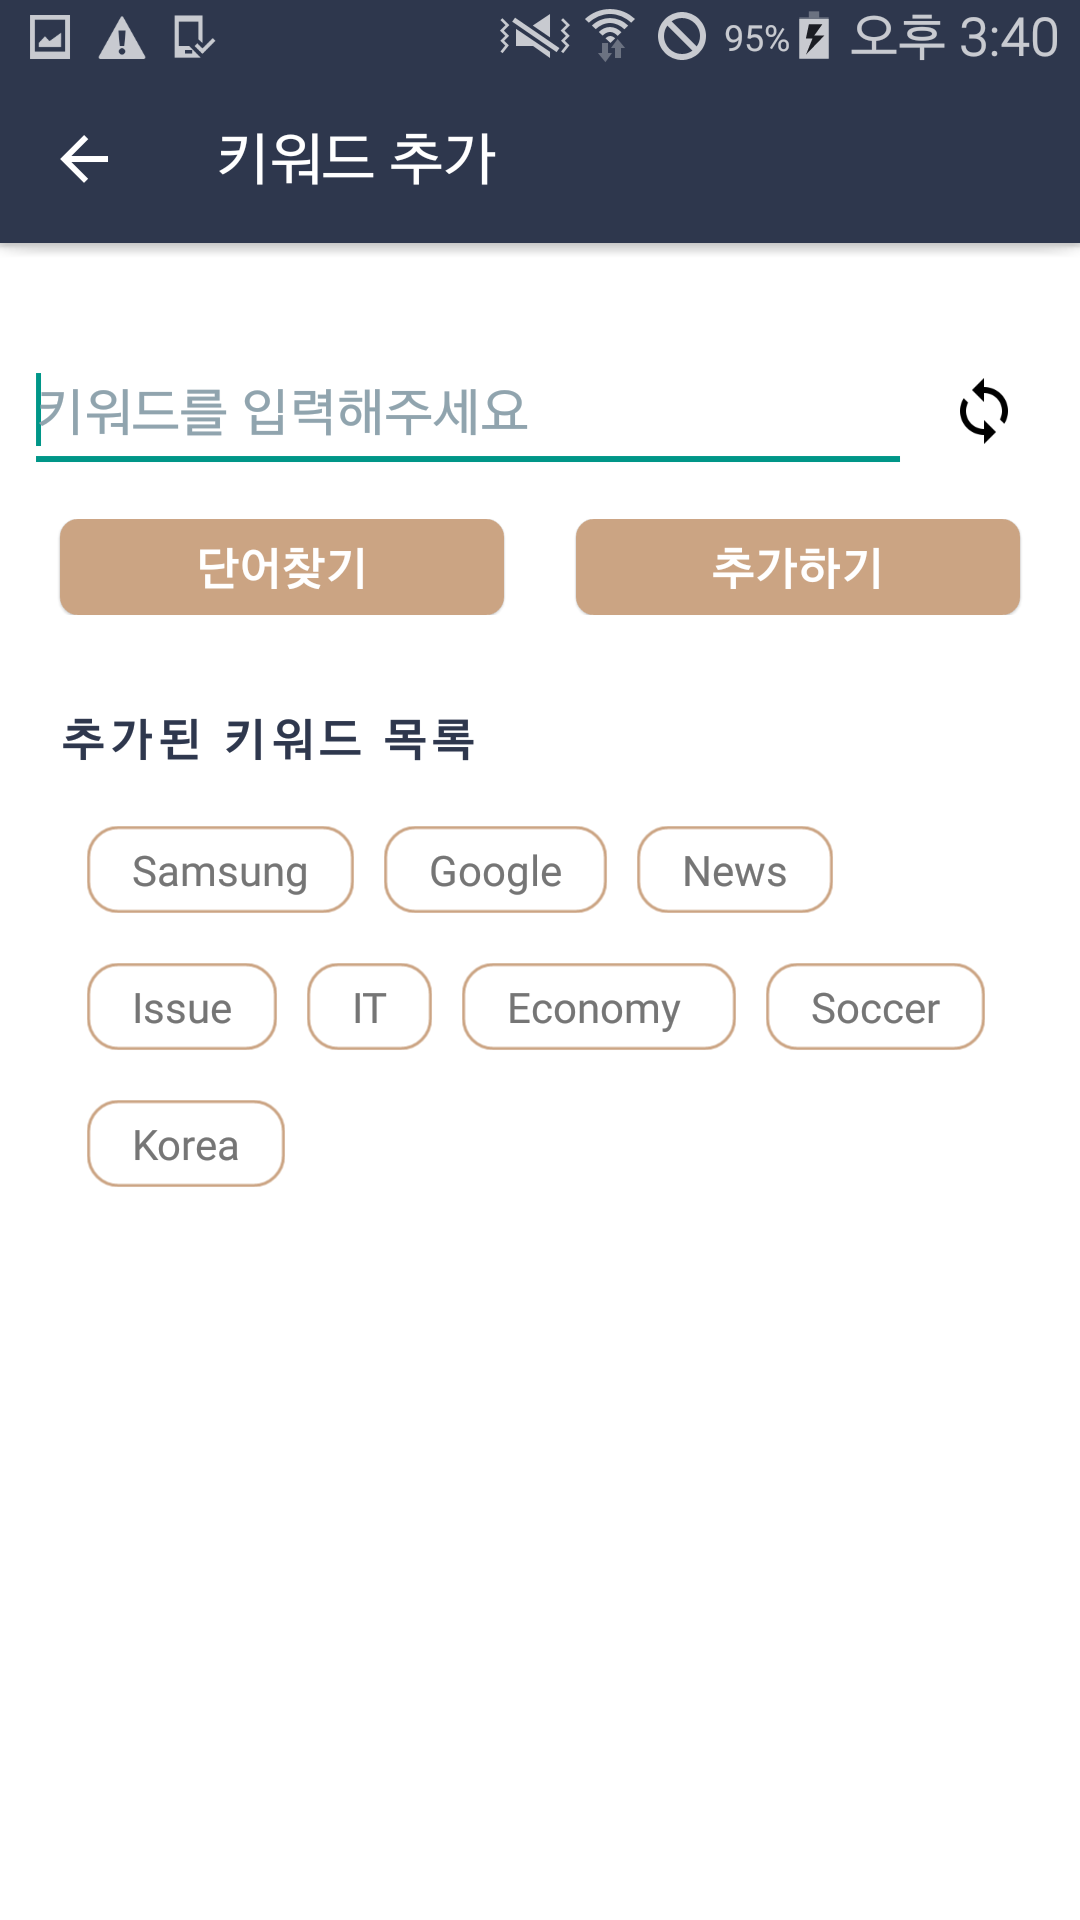 95% 오후 3:40
키워드 추가
키워드를 입력해주세요
단어찾기 추가하기
추가된 키워드 목록
Samsung Google News
Issue IT Economy Soccer
Korea